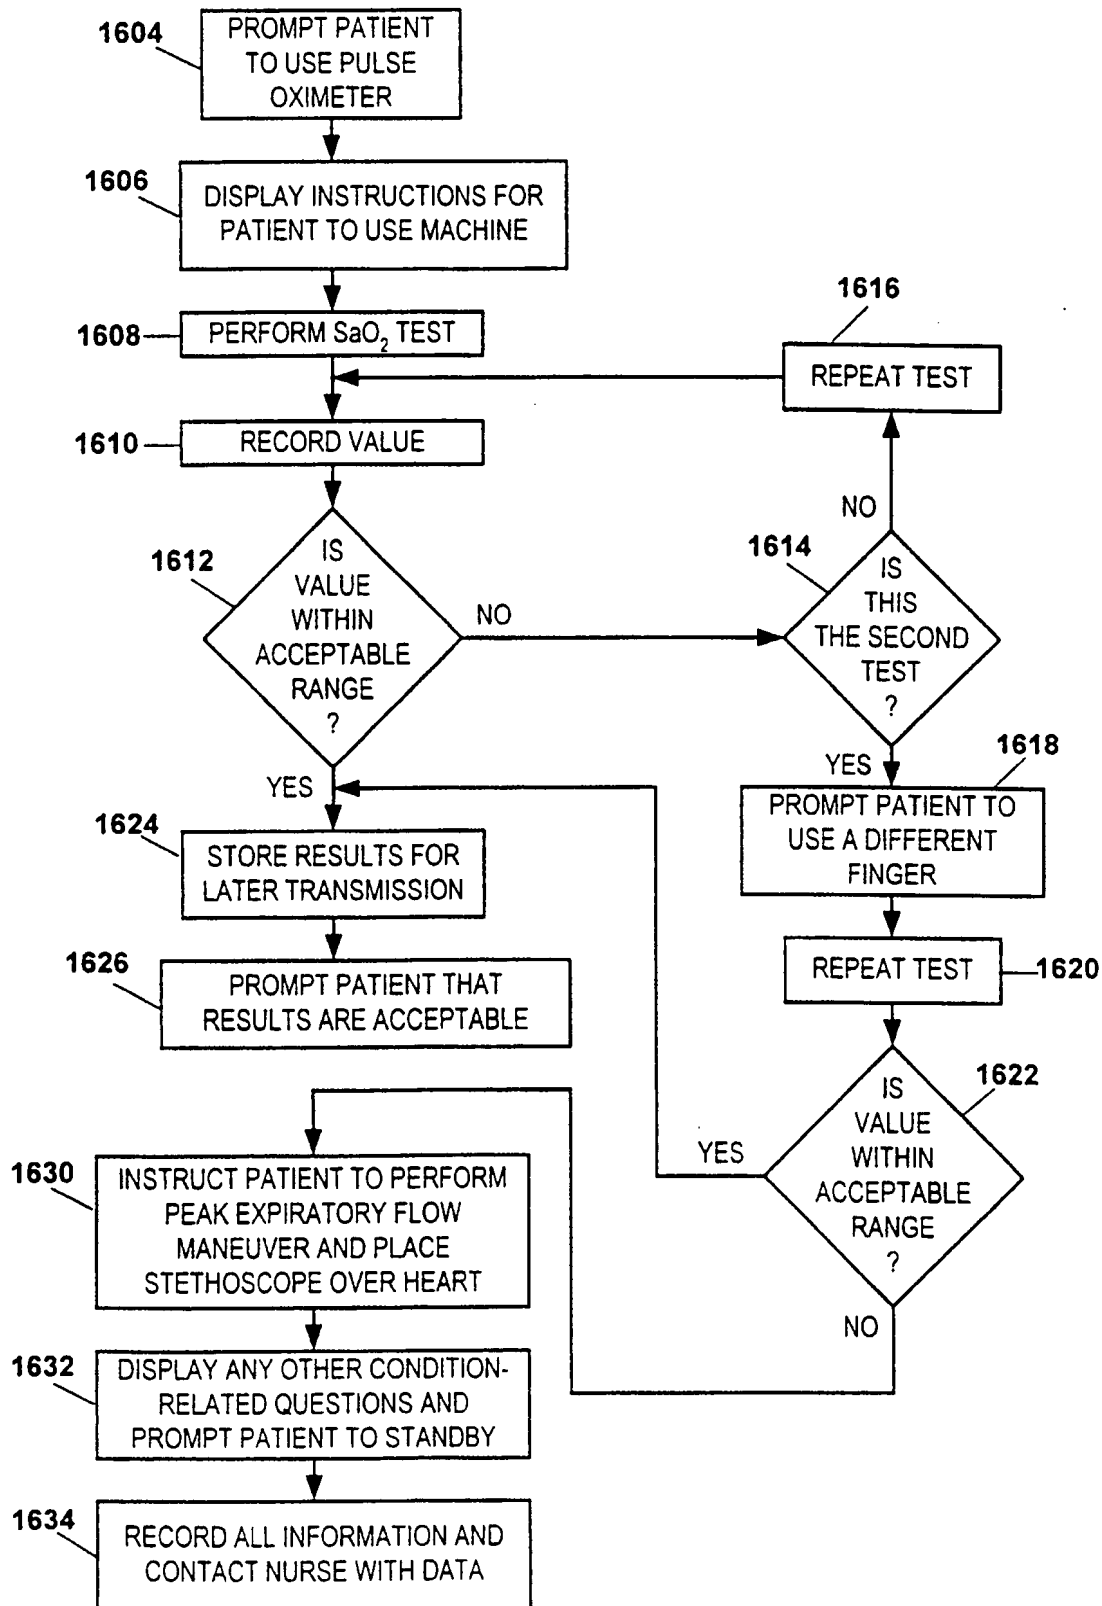 1604
PROMPT PATIENT
TO USE PULSE
OXIMETER
1606
DISPLAY INSTRUCTIONS FOR
PATIENT TO USE MACHINE
1608
PERFORM SaO₂ TEST
1616
REPEAT TEST
1610
RECORD VALUE
1612
IS
VALUE
WITHIN
ACCEPTABLE
RANGE
?
NO
1614
IS
THIS
THE SECOND
TEST
?
NO
YES
YES
1618
PROMPT PATIENT TO
USE A DIFFERENT
FINGER
1624
STORE RESULTS FOR
LATER TRANSMISSION
1626
PROMPT PATIENT THAT
RESULTS ARE ACCEPTABLE
REPEAT TEST
1620
1622
IS
VALUE
WITHIN
ACCEPTABLE
RANGE
?
YES
NO
1630
INSTRUCT PATIENT TO PERFORM
PEAK EXPIRATORY FLOW
MANEUVER AND PLACE
STETHOSCOPE OVER HEART
1632
DISPLAY ANY OTHER CONDITION-
RELATED QUESTIONS AND
PROMPT PATIENT TO STANDBY
1634
RECORD ALL INFORMATION AND
CONTACT NURSE WITH DATA